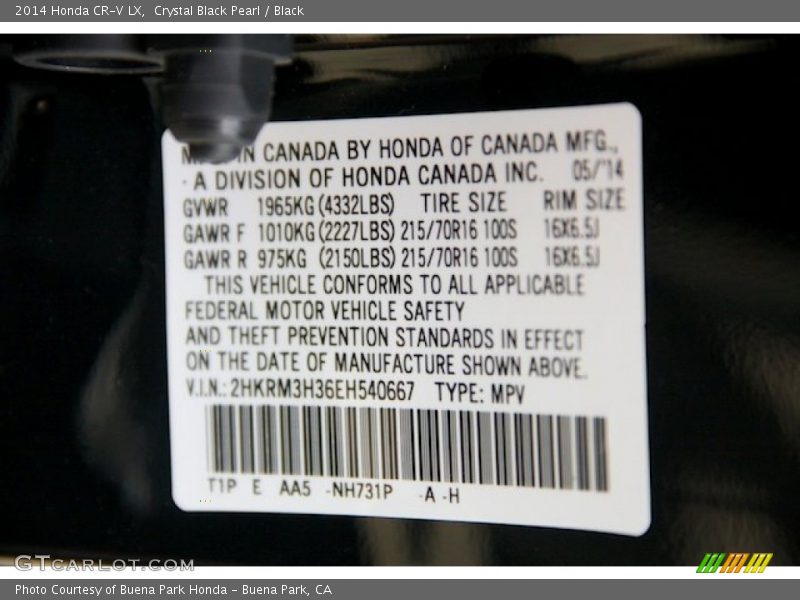 2014 Honda CR-V LX, Crystal Black Pearl / Black
IN CANADA BY HONDA OF CANADA MFG.,
A DIVISION OF HONDA CANADA INC. 05/'14
GVWR 1965KG (4332LBS) TIRE SIZE RIM SIZE
GAWR F 1010KG (2227LBS) 215/70R16 100S 16X6.5J
GAWR R 975KG (2150LBS) 215/70R16 100S 16X6.5J
THIS VEHICLE CONFORMS TO ALL APPLICABLE
FEDERAL MOTOR VEHICLE SAFETY
AND THEFT PREVENTION STANDARDS IN EFFECT
ON THE DATE OF MANUFACTURE SHOWN ABOVE.
V.I.N.: 2HKRM3H36EH540667 TYPE: MPV
T1P E AA5 -NH731P -A -H
GTCARLOT.COM
Photo Courtesy of Buena Park Honda - Buena Park, CA